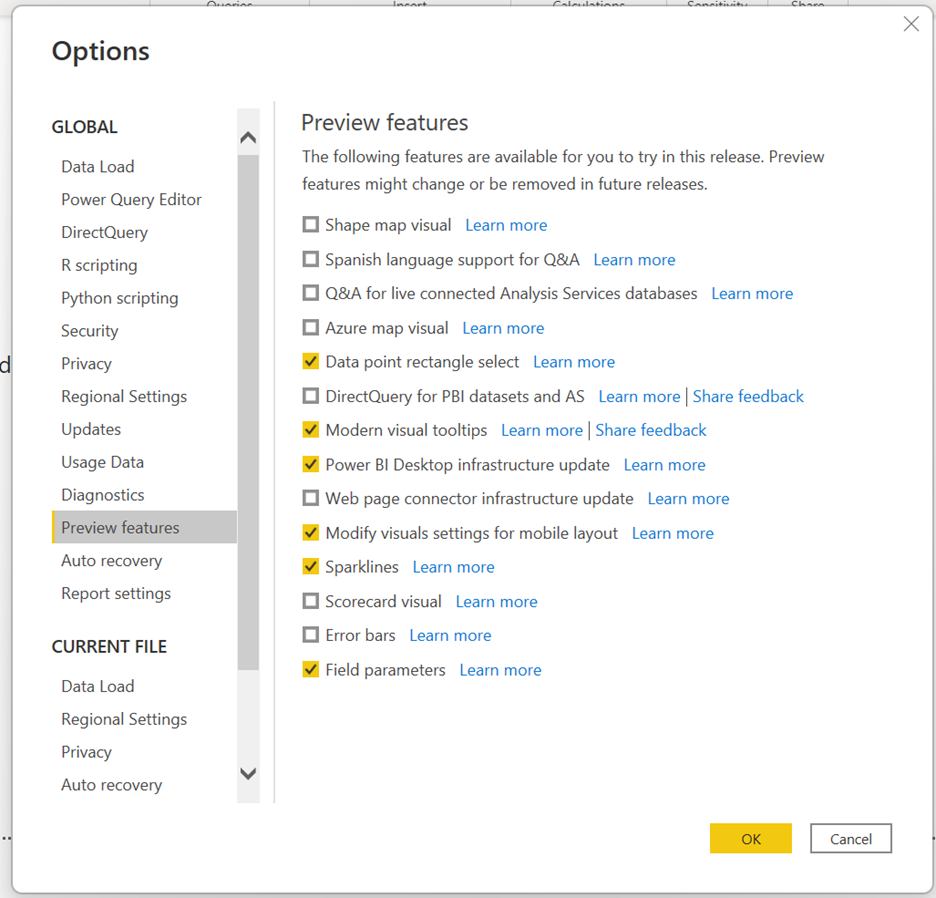 Queries Insert Calculations Sensitivity Share
Options
GLOBAL
Data Load
Power Query Editor
DirectQuery
R scripting
Python scripting
Security
Privacy
Regional Settings
Updates
Usage Data
Diagnostics
Preview features
Auto recovery
Report settings
CURRENT FILE
Data Load
Regional Settings
Privacy
Auto recovery
Preview features
The following features are available for you to try in this release. Preview
features might change or be removed in future releases.
Shape map visual Learn more
Spanish language support for Q&A Learn more
Q&A for live connected Analysis Services databases Learn more
Azure map visual Learn more
Data point rectangle select Learn more
DirectQuery for PBI datasets and AS Learn more | Share feedback
Modern visual tooltips Learn more | Share feedback
Power BI Desktop infrastructure update Learn more
Web page connector infrastructure update Learn more
Modify visuals settings for mobile layout Learn more
Sparklines Learn more
Scorecard visual Learn more
Error bars Learn more
Field parameters Learn more
OK
Cancel
d
..